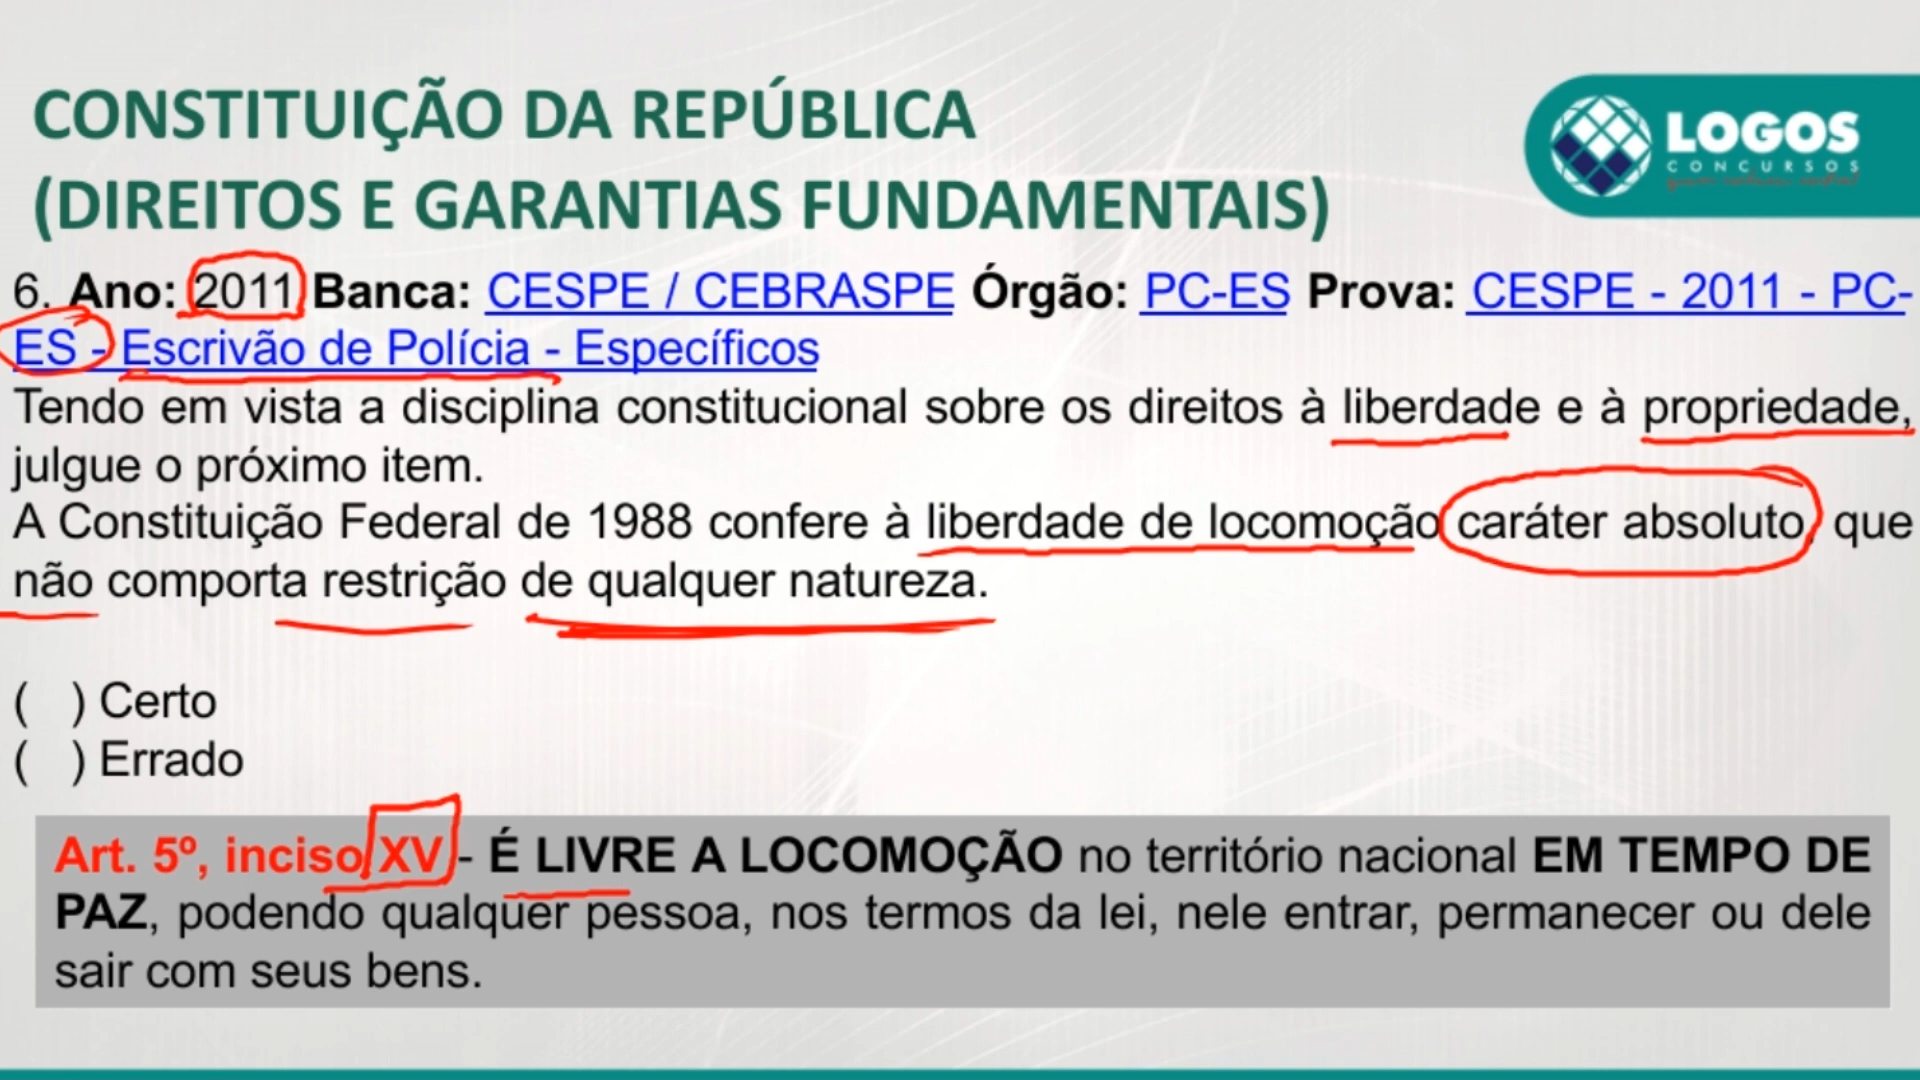 CONSTITUIÇÃO DA REPÚBLICA
(DIREITOS E GARANTIAS FUNDAMENTAIS)
LOGOS
CONCURSOS
6. Ano: 2011 Banca: CESPE / CEBRASPE Órgão: PC-ES Prova: CESPE - 2011 - PC-
ES - Escrivão de Polícia - Específicos
Tendo em vista a disciplina constitucional sobre os direitos à liberdade e à propriedade,
julgue o próximo item.
A Constituição Federal de 1988 confere à liberdade de locomoção caráter absoluto, que
não comporta restrição de qualquer natureza.
( ) Certo
( ) Errado
Art. 5º, inciso XV - É LIVRE A LOCOMOÇÃO no território nacional EM TEMPO DE
PAZ, podendo qualquer pessoa, nos termos da lei, nele entrar, permanecer ou dele
sair com seus bens.